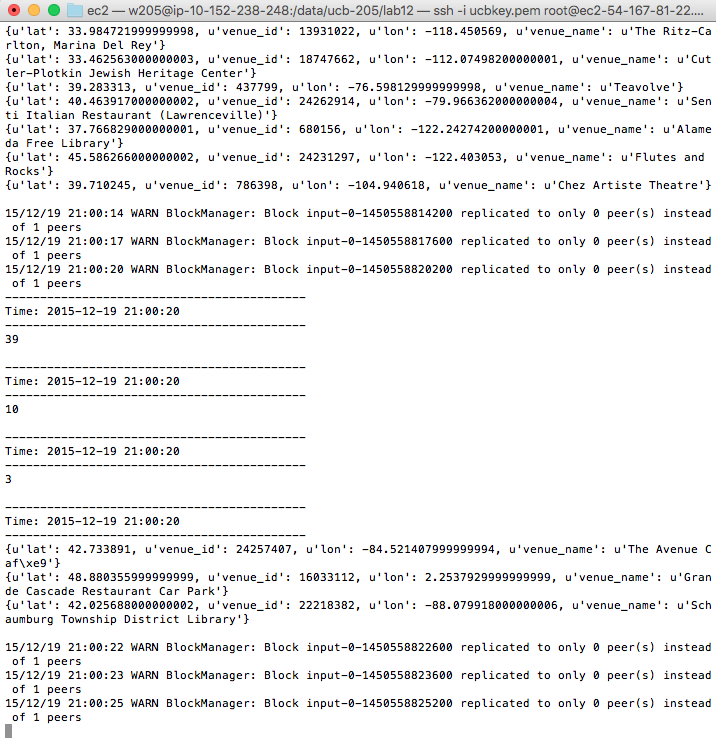 ec2 — w205@ip-10-152-238-248:/data/ucb-205/lab12 — ssh -i ucbkey.pem root@ec2-54-167-81-22....
{u'lat': 33.984721999999998, u'venue_id': 13931022, u'lon': -118.450569, u'venue_name': u'The Ritz-Ca
rlton, Marina Del Rey'}
{u'lat': 33.462563000000003, u'venue_id': 18747662, u'lon': -112.07498200000001, u'venue_name': u'Cut
ler-Plotkin Jewish Heritage Center'}
{u'lat': 39.283313, u'venue_id': 437799, u'lon': -76.598129999999998, u'venue_name': u'Teavolve'}
{u'lat': 40.463917000000002, u'venue_id': 24262914, u'lon': -79.966362000000004, u'venue_name': u'Sen
ti Italian Restaurant (Lawrenceville)'}
{u'lat': 37.766829000000001, u'venue_id': 680156, u'lon': -122.24274200000001, u'venue_name': u'Alame
da Free Library'}
{u'lat': 45.586266000000002, u'venue_id': 24231297, u'lon': -122.403053, u'venue_name': u'Flutes and
Rocks'}
{u'lat': 39.710245, u'venue_id': 786398, u'lon': -104.940618, u'venue_name': u'Chez Artiste Theatre'}
15/12/19 21:00:14 WARN BlockManager: Block input-0-1450558814200 replicated to only 0 peer(s) instead
of 1 peers
15/12/19 21:00:17 WARN BlockManager: Block input-0-1450558817600 replicated to only 0 peer(s) instead
of 1 peers
15/12/19 21:00:20 WARN BlockManager: Block input-0-1450558820200 replicated to only 0 peer(s) instead
of 1 peers
-------------------------------------------
Time: 2015-12-19 21:00:20
-------------------------------------------
39
-------------------------------------------
Time: 2015-12-19 21:00:20
-------------------------------------------
10
-------------------------------------------
Time: 2015-12-19 21:00:20
-------------------------------------------
3
-------------------------------------------
Time: 2015-12-19 21:00:20
-------------------------------------------
{u'lat': 42.733891, u'venue_id': 24257407, u'lon': -84.521407999999994, u'venue_name': u'The Avenue C
af\xe9'}
{u'lat': 48.880355999999999, u'venue_id': 16033112, u'lon': 2.2537929999999999, u'venue_name': u'Gran
de Cascade Restaurant Car Park'}
{u'lat': 42.025688000000002, u'venue_id': 22218382, u'lon': -88.079918000000006, u'venue_name': u'Sch
aumburg Township District Library'}
15/12/19 21:00:22 WARN BlockManager: Block input-0-1450558822600 replicated to only 0 peer(s) instead
of 1 peers
15/12/19 21:00:23 WARN BlockManager: Block input-0-1450558823600 replicated to only 0 peer(s) instead
of 1 peers
15/12/19 21:00:25 WARN BlockManager: Block input-0-1450558825200 replicated to only 0 peer(s) instead
of 1 peers